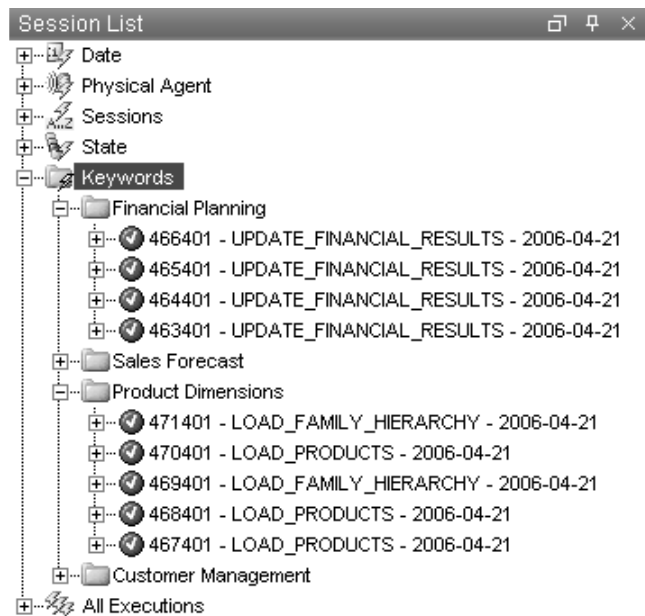 Session List
Date
Physical Agent
Sessions
State
Keywords
Financial Planning
466401 - UPDATE_FINANCIAL_RESULTS - 2006-04-21
465401 - UPDATE_FINANCIAL_RESULTS - 2006-04-21
464401 - UPDATE_FINANCIAL_RESULTS - 2006-04-21
463401 - UPDATE_FINANCIAL_RESULTS - 2006-04-21
Sales Forecast
Product Dimensions
471401 - LOAD_FAMILY_HIERARCHY - 2006-04-21
470401 - LOAD_PRODUCTS - 2006-04-21
469401 - LOAD_FAMILY_HIERARCHY - 2006-04-21
468401 - LOAD_PRODUCTS - 2006-04-21
467401 - LOAD_PRODUCTS - 2006-04-21
Customer Management
All Executions